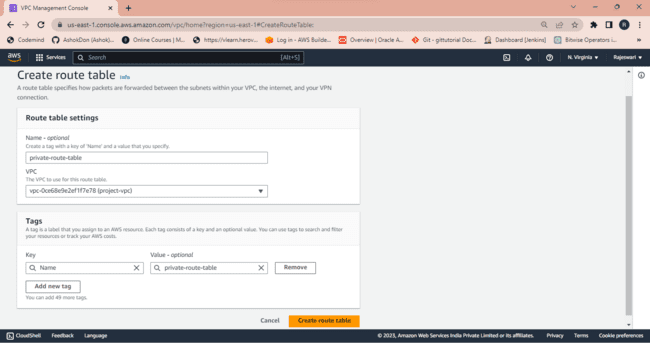 VPC Management Console
us-east-1.console.aws.amazon.com/vpc/home?region=us-east-1#CreateRouteTable:
Codemind
AshokDon (Ashok)...
Online Courses | M...
https://vlearn.herov...
Log in - AWS Builde...
Overview | Oracle A...
Git - gittutorial Doc...
Dashboard [Jenkins]
Bitwise Operators i...
aws
Services
Search
[Alt+S]
N. Virginia
Rajeswari
Create route table Info
A route table specifies how packets are forwarded between the subnets within your VPC, the internet, and your VPN
connection.
Route table settings
Name - optional
Create a tag with a key of 'Name' and a value that you specify.
private-route-table
VPC
The VPC to use for this route table.
vpc-0ce68e9e2ef1f7e78 (project-vpc)
Tags
A tag is a label that you assign to an AWS resource. Each tag consists of a key and an optional value. You can use tags to search and filter
your resources or track your AWS costs.
Key
Value - optional
Name
private-route-table
Remove
Add new tag
You can add 49 more tags.
Cancel
Create route table
CloudShell
Feedback
Language
© 2023, Amazon Web Services India Private Limited or its affiliates.
Privacy
Terms
Cookie preferences